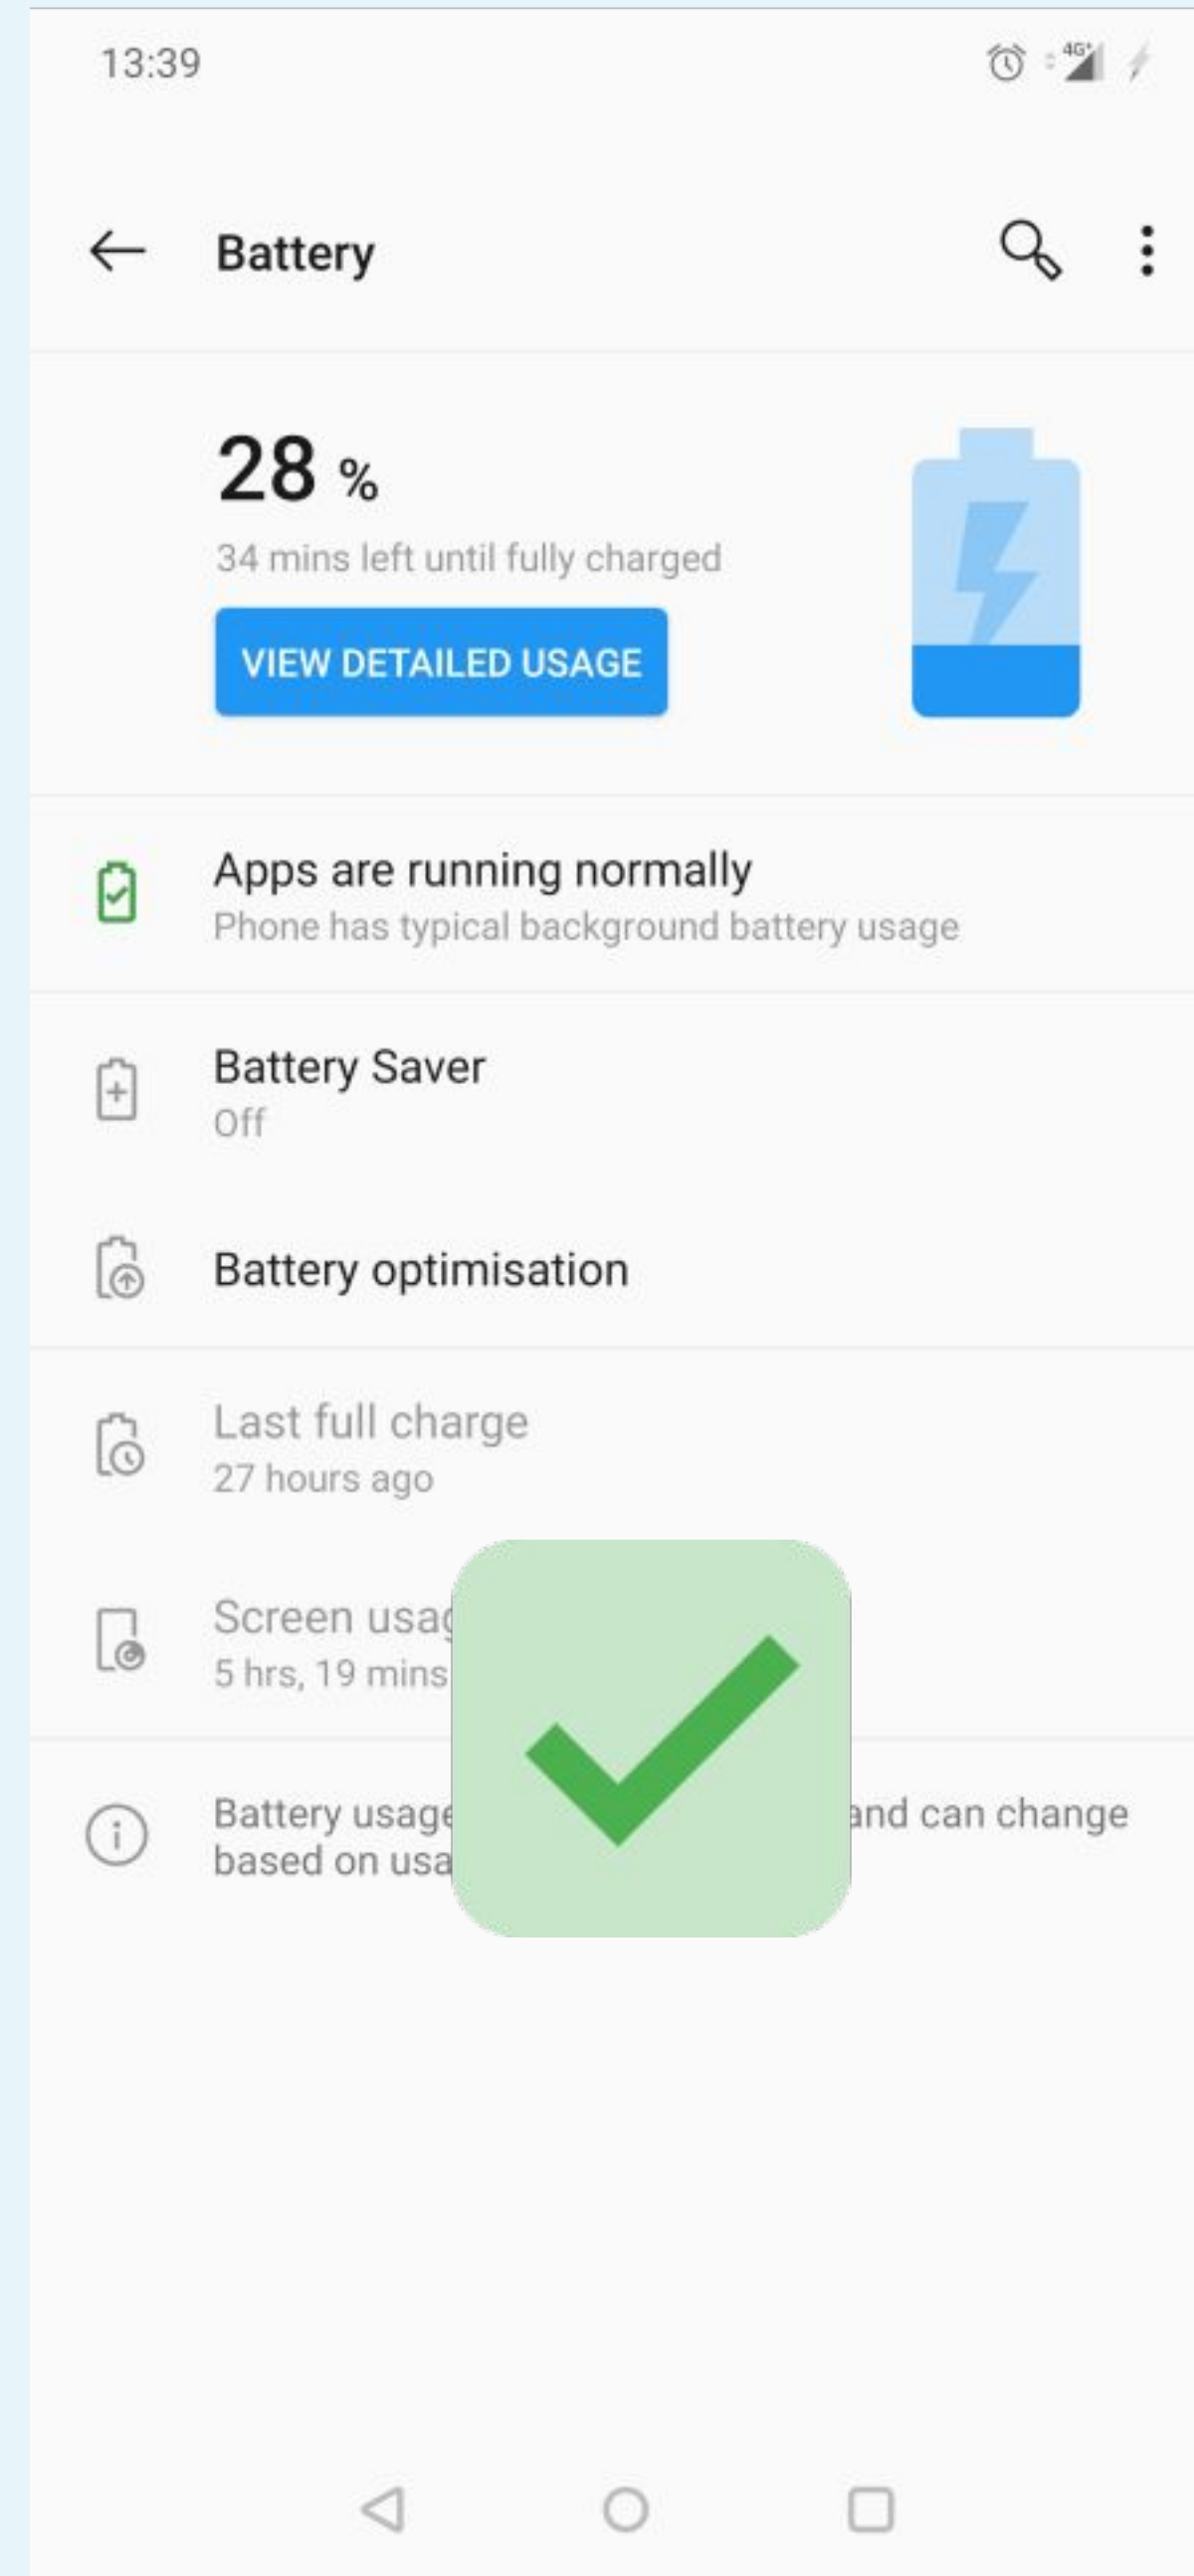 13:39 4G+
Battery
28 %
34 mins left until fully charged
VIEW DETAILED USAGE
Apps are running normally
Phone has typical background battery usage
Battery Saver
Off
Battery optimisation
Last full charge
27 hours ago
Screen
5 hrs, 19 mins
Battery usage and can change
based on